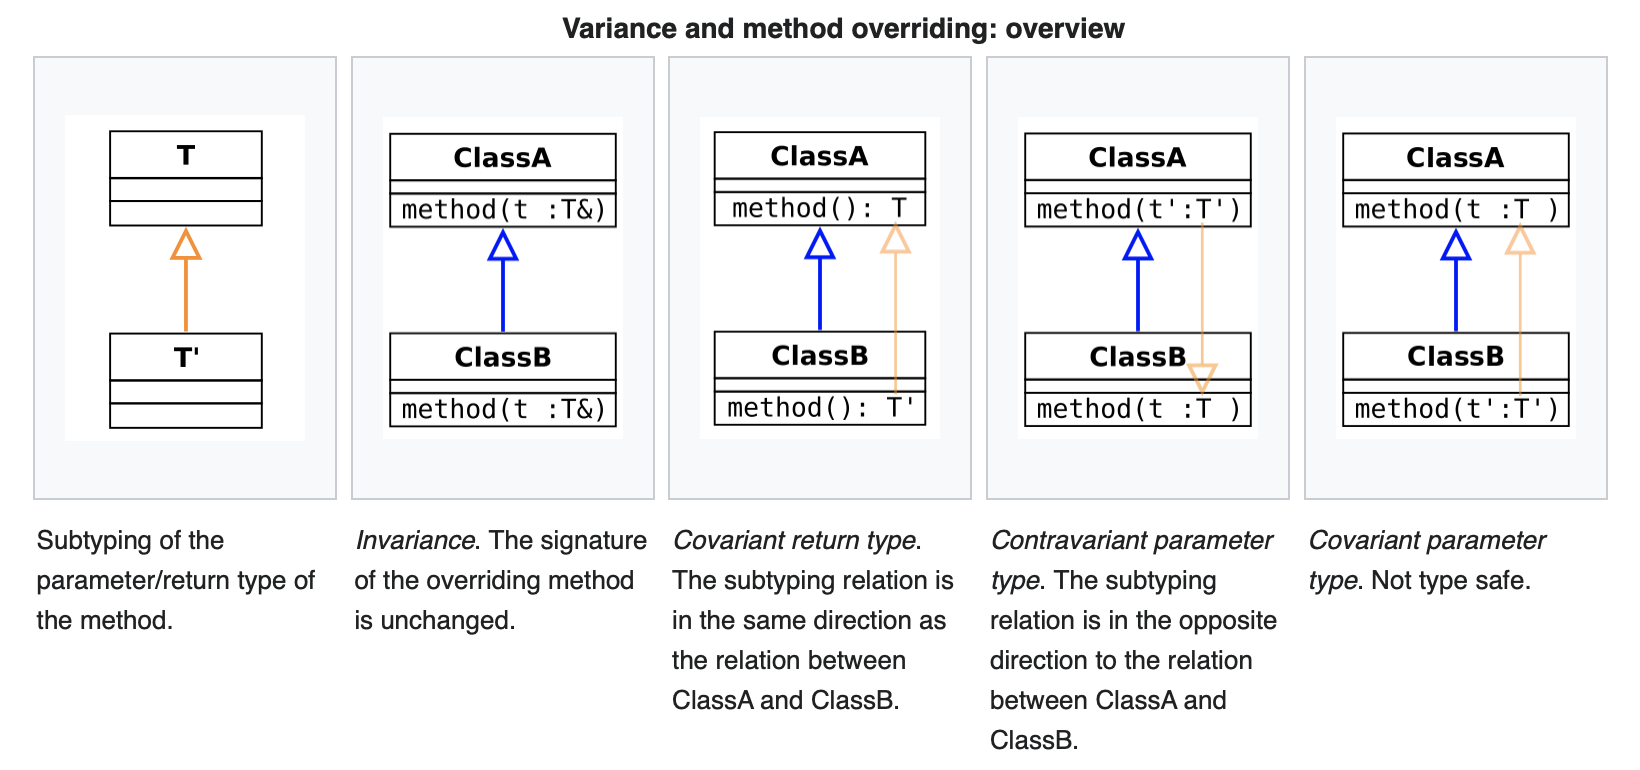 Variance and method overriding: overview
T
T'
Subtyping of the
parameter/return type of
the method.
ClassA
method(t :T&)
ClassB
method(t :T&)
Invariance. The signature
of the overriding method
is unchanged.
ClassA
method(): T
ClassB
method(): T'
Covariant return type.
The subtyping relation is
in the same direction as
the relation between
ClassA and ClassB.
ClassA
method(t':T')
ClassB
method(t :T )
Contravariant parameter
type. The subtyping
relation is in the opposite
direction to the relation
between ClassA and
ClassB.
ClassA
method(t :T )
ClassB
method(t':T')
Covariant parameter
type. Not type safe.